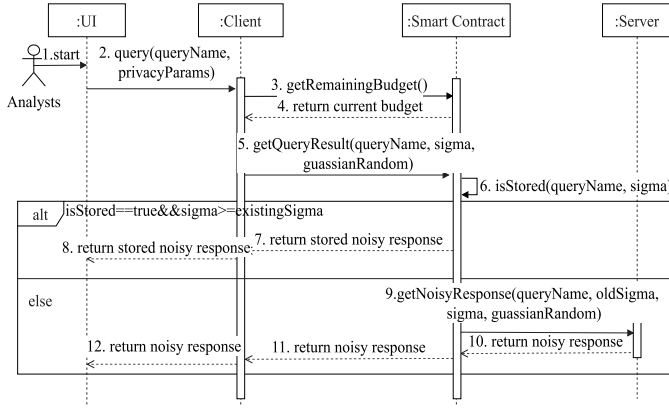 :UI
:Client
:Smart Contract
:Server
1.start
Analysts
2. query(queryName,
privacyParams)
3. getRemainingBudget()
4. return current budget
5. getQueryResult(queryName, sigma,
guassianRandom)
6. isStored(queryName, sigma)
alt
isStored==true&&sigma>=existingSigma
7. return stored noisy response
8. return stored noisy response
else
9.getNoisyResponse(queryName, oldSigma,
sigma, guassianRandom)
10. return noisy response
11. return noisy response
12. return noisy response